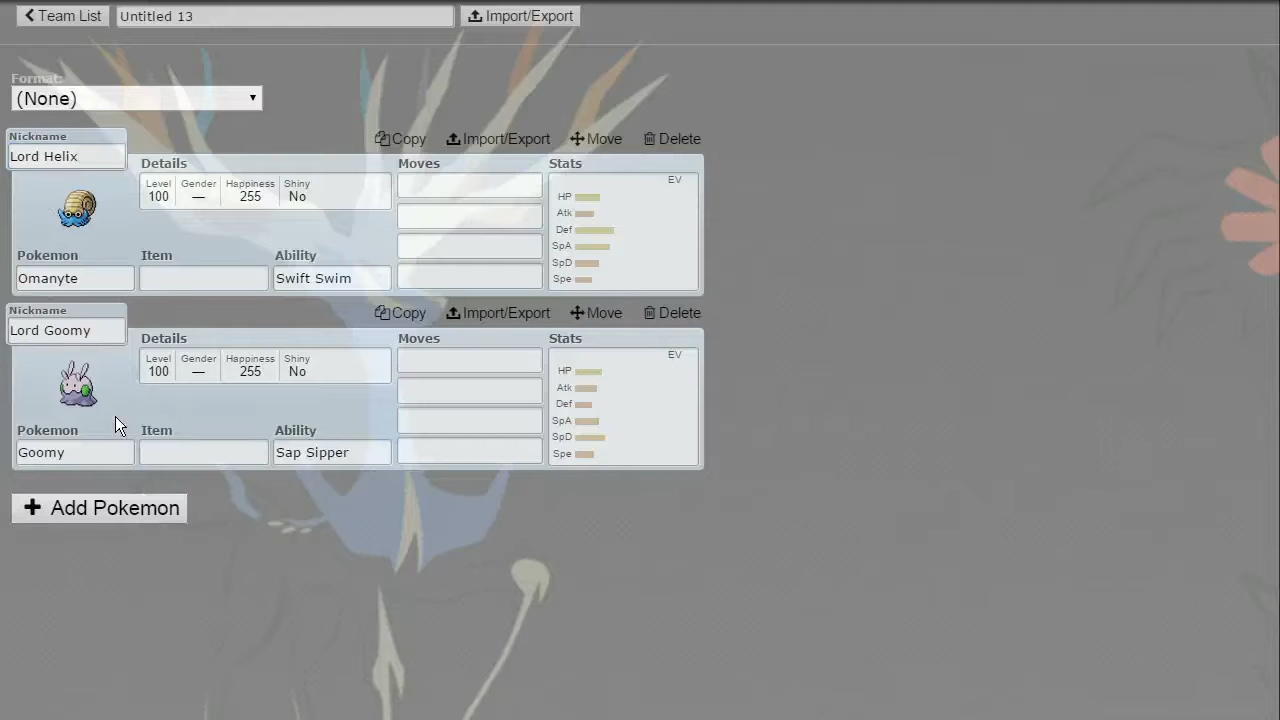 Team List
Untitled 13
Import/Export
Format:
(None)
Nickname
Lord Helix
Copy
Import/Export
Move
Delete
Details
Moves
Stats
Level Gender Happiness Shiny
100 — 255 No
EV
HP
Atk
Def
SpA
SpD
Spe
Pokemon
Item
Ability
Omanyte
Swift Swim
Nickname
Lord Goomy
Copy
Import/Export
Move
Delete
Details
Moves
Stats
Level Gender Happiness Shiny
100 — 255 No
EV
HP
Atk
Def
SpA
SpD
Spe
Pokemon
Item
Ability
Goomy
Sap Sipper
Add Pokemon